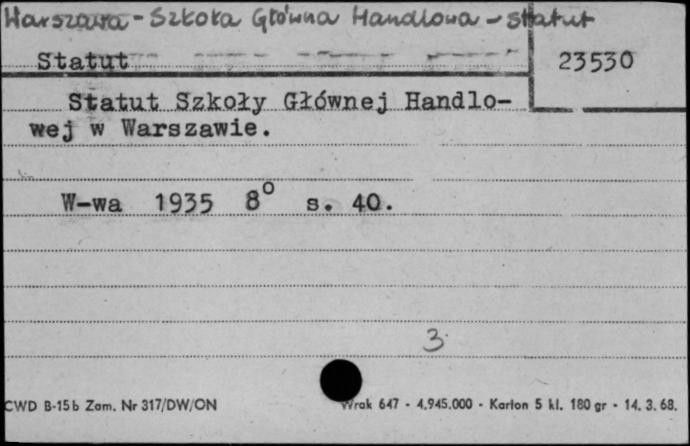 Warszawa - Szkoła Główna Handlowa - statut
Statut
23530
Statut Szkoły Głównej Handlo-
wej w Warszawie.
W-wa 1935 8° s. 40.
3
CWD B-15b Zam. Nr 317/DW/ON
Wrak 647 - 4.945.000 - Karton 5 kl. 180 gr - 14. 3. 68.